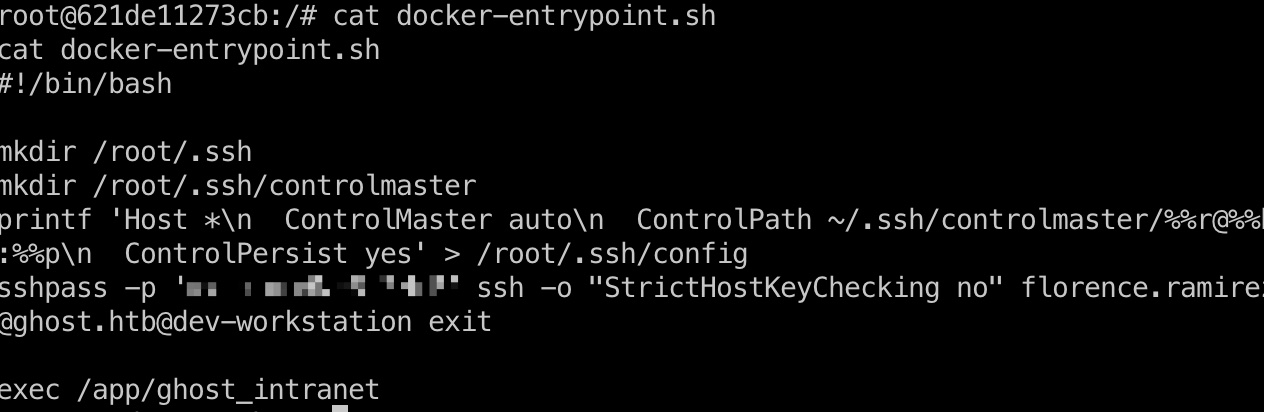 root@621de11273cb:/# cat docker-entrypoint.sh
cat docker-entrypoint.sh
#!/bin/bash
mkdir /root/.ssh
mkdir /root/.ssh/controlmaster
printf 'Host *\n  ControlMaster auto\n  ControlPath ~/.ssh/controlmaster/%%r@%%h
:%%p\n  ControlPersist yes' > /root/.ssh/config
sshpass -p ' ' ssh -o "StrictHostKeyChecking no" florence.ramirez
@ghost.htb@dev-workstation exit
exec /app/ghost_intranet